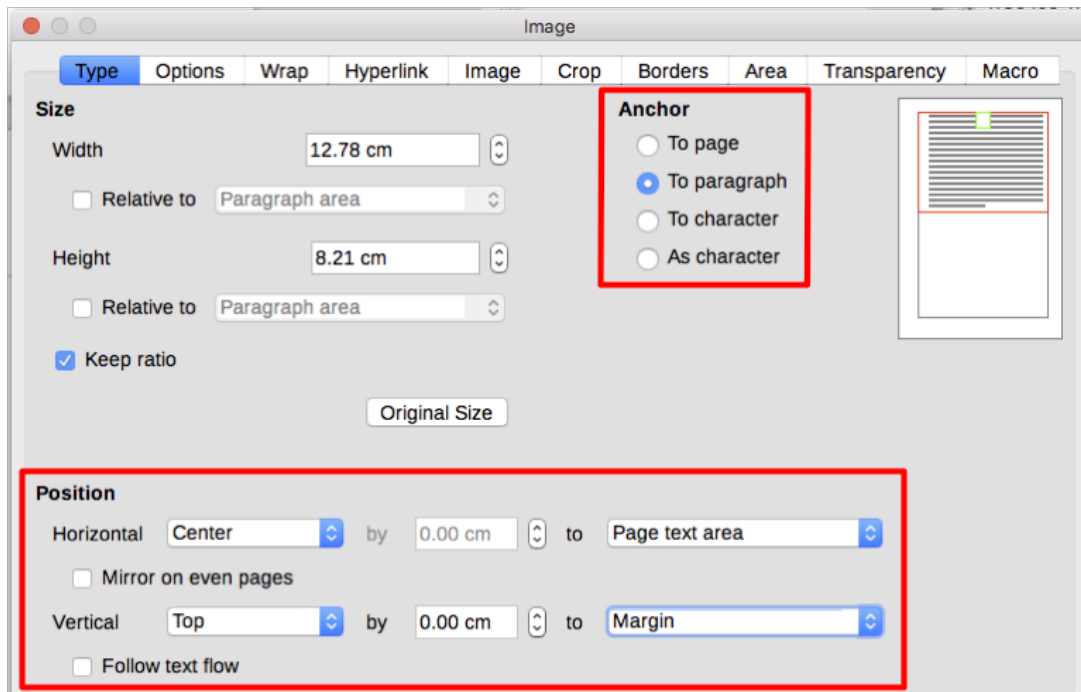 Image
Type Options Wrap Hyperlink Image Crop Borders Area Transparency Macro
Size
Width 12.78 cm
Relative to Paragraph area
Height 8.21 cm
Relative to Paragraph area
Keep ratio
Original Size
Anchor
To page
To paragraph
To character
As character
Position
Horizontal Center by 0.00 cm to Page text area
Mirror on even pages
Vertical Top by 0.00 cm to Margin
Follow text flow